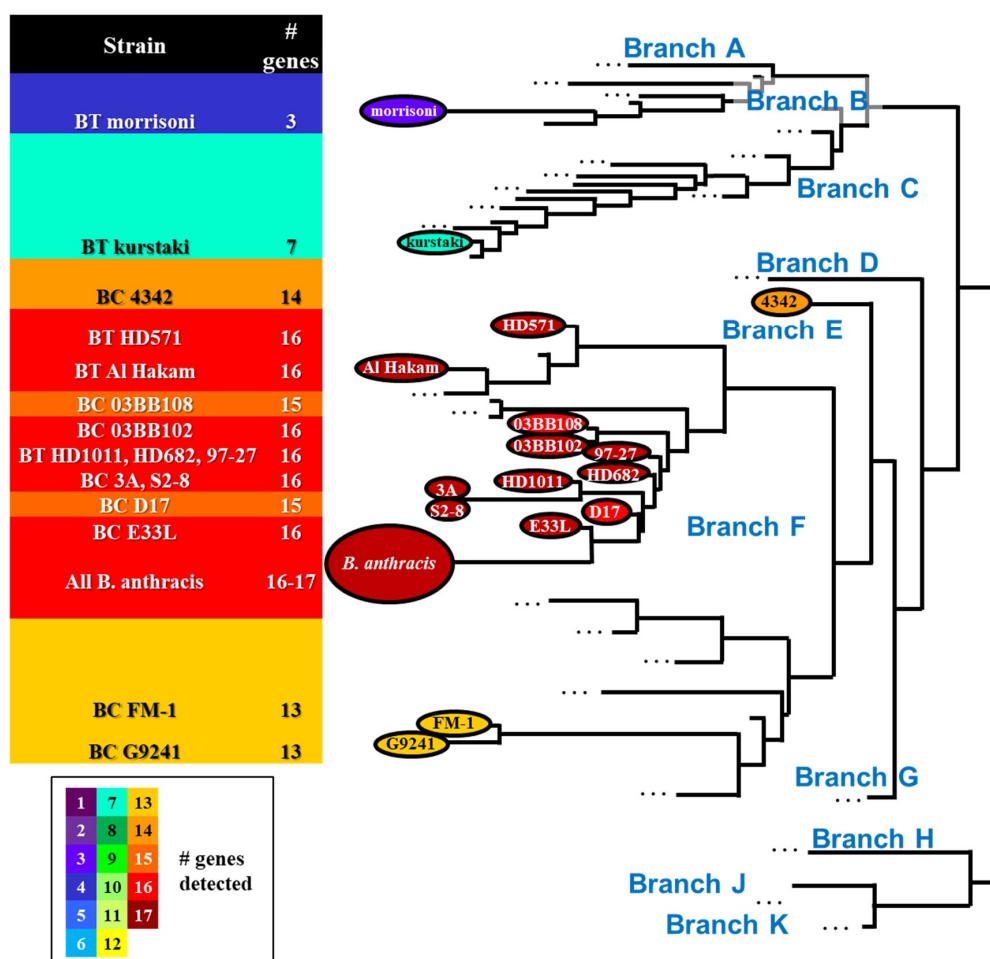 Strain
#
genes
BT morrisoni 3
BT kurstaki 7
BC 4342 14
BT HD571 16
BT Al Hakam 16
BC 03BB108 15
BC 03BB102 16
BT HD1011, HD682, 97-27 16
BC 3A, S2-8 16
BC D17 15
BC E33L 16
All B. anthracis 16-17
BC FM-1 13
BC G9241 13
1 7 13
2 8 14
3 9 15
4 10 16
5 11 17
6 12
# genes
detected
Branch A
Branch B
morrisoni
Branch C
kurstaki
Branch D
4342
Branch E
HD571
Al Hakam
03BB108
03BB102
97-27
HD682
HD1011
3A
S2-8
D17
E33L
Branch F
B. anthracis
FM-1
G9241
Branch G
Branch H
Branch J
Branch K